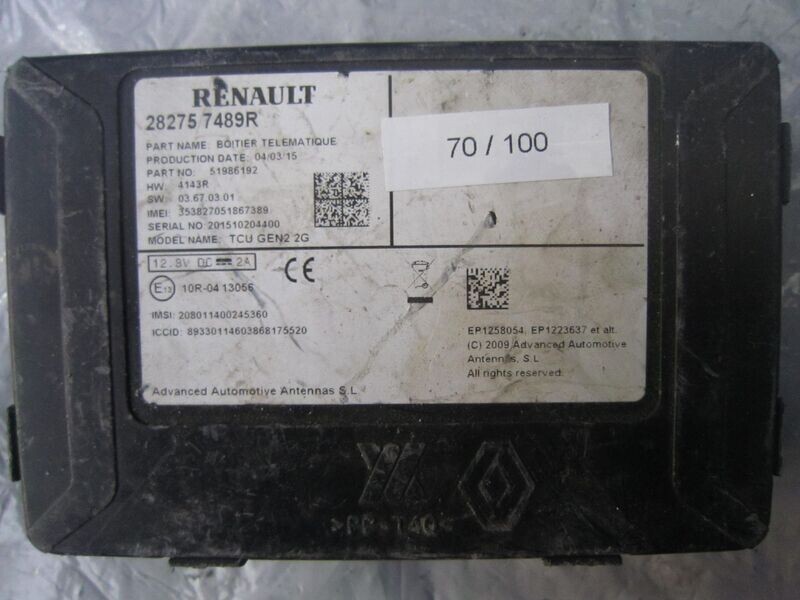 RENAULT
28275 7489R
PART NAME: BOITIER TELEMATIQUE
PRODUCTION DATE: 04/03/15
PART NO: 51986192
HW: 4143R
SW: 03.67.03.01
IMEI: 353827051867389
SERIAL NO 201510204400
MODEL NAME: TCU GEN2 2G
70 / 100
12.8V DC 2A
CE
E13 10R-04 13056
IMSI: 208011400245360
ICCID: 89330114603868175520
Advanced Automotive Antennas S.L
EP1258054, EP1223637 et alt.
(C) 2009 Advanced Automotive
Antennas, S.L
All rights reserved.
>PP-T40<